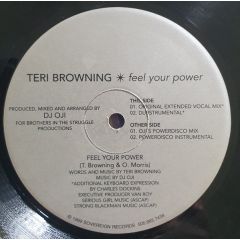 TERI BROWNING ✴ feel your power
PRODUCED, MIXED AND ARRANGED BY
DJ OJI
FOR BROTHERS IN THE STRUGGLE
PRODUCTIONS
THIS SIDE
01. ORIGINAL EXTENDED VOCAL MIX*
02. DJ INSTRUMENTAL*
OTHER SIDE
01. OJI'S POWERDISCO MIX
02. POWERDISCO INSTRUMENTAL
FEEL YOUR POWER
(T. Browning & O. Morris)
WORDS AND MUSIC BY TERI BROWNING
MUSIC BY DJ OJI
*ADDITIONAL KEYBOARD EXPRESSION
BY CHARLES DOCKINS
EXECUTIVE PRODUCER VAN ROY
SERIOUS GIRL MUSIC (ASCAP)
STRONG BLACKMAN MUSIC (ASCAP)
SOVEREIGN RECORDS